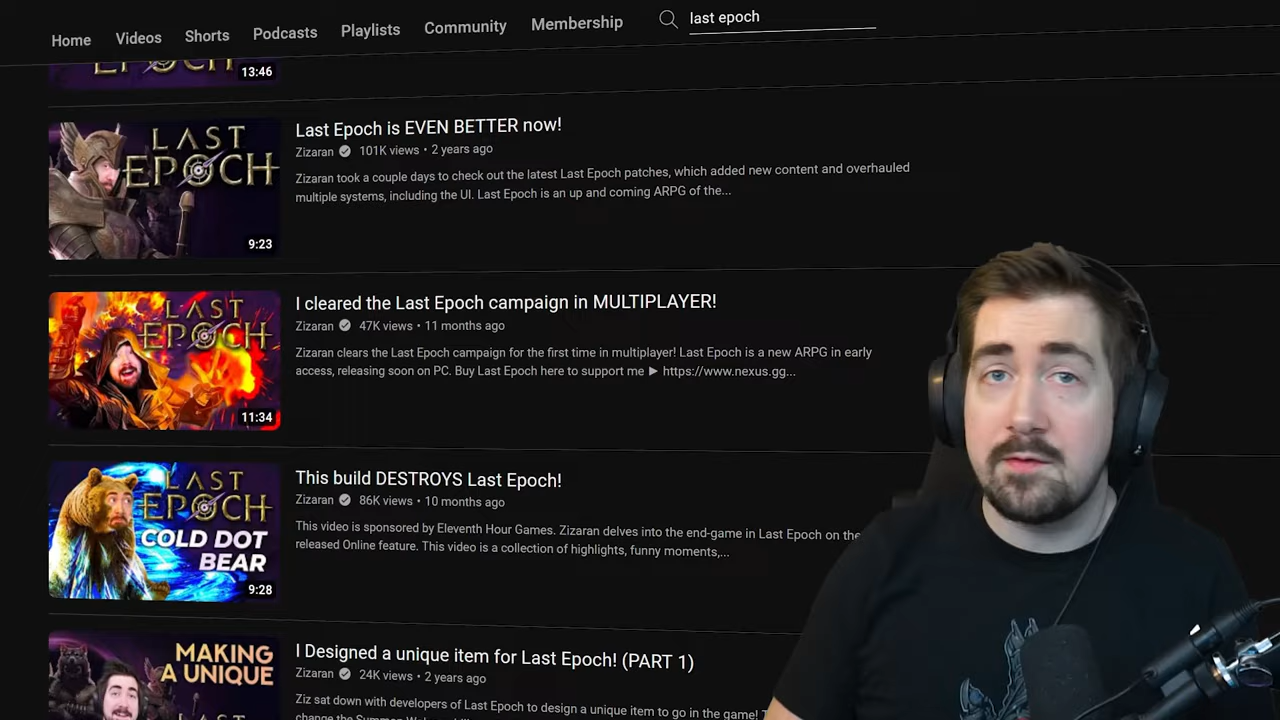 Home Videos Shorts Podcasts Playlists Community Membership last epoch
EPOCH
13:46
LAST
EPOCH
9:23
Last Epoch is EVEN BETTER now!
Zizaran 101K views • 2 years ago
Zizaran took a couple days to check out the latest Last Epoch patches, which added new content and overhauled
multiple systems, including the UI. Last Epoch is an up and coming ARPG of the...
LAST
EPOCH
11:34
I cleared the Last Epoch campaign in MULTIPLAYER!
Zizaran 47K views • 11 months ago
Zizaran clears the Last Epoch campaign for the first time in multiplayer! Last Epoch is a new ARPG in early
access, releasing soon on PC. Buy Last Epoch here to support me ► https://www.nexus.gg...
LAST
EPOCH
COLD DOT
BEAR
9:28
This build DESTROYS Last Epoch!
Zizaran 86K views • 10 months ago
This video is sponsored by Eleventh Hour Games. Zizaran delves into the end-game in Last Epoch on the
released Online feature. This video is a collection of highlights, funny moments,...
MAKING
A UNIQUE
LAST
I Designed a unique item for Last Epoch! (PART 1)
Zizaran 24K views • 2 years ago
Ziz sat down with developers of Last Epoch to design a unique item to go in the game!
change the Summon